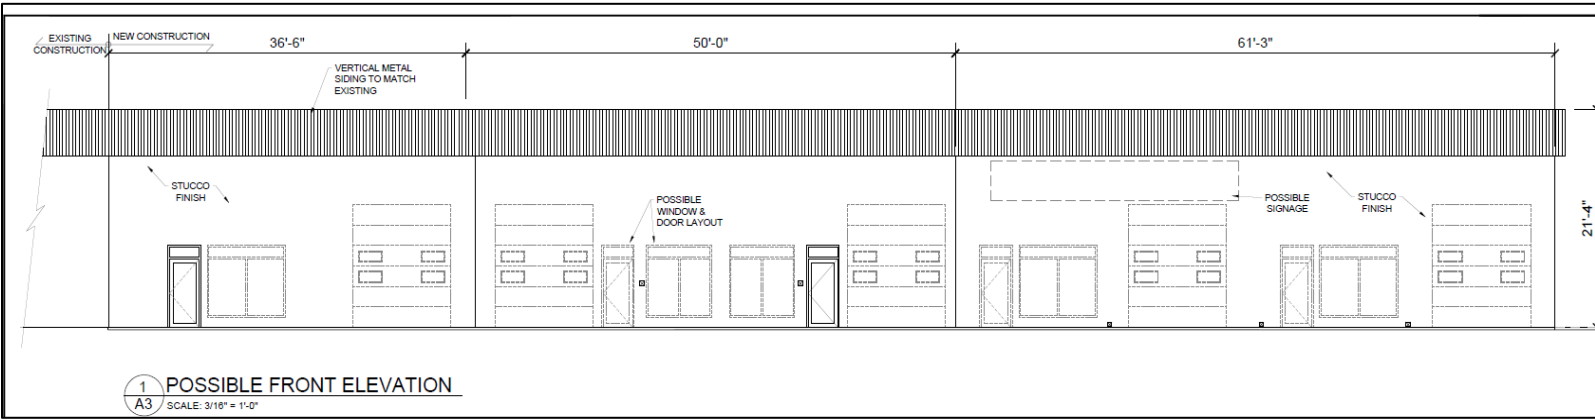 EXISTING
CONSTRUCTION
NEW CONSTRUCTION
36'-6"
50'-0"
61'-3"
VERTICAL METAL
SIDING TO MATCH
EXISTING
STUCCO
FINISH
POSSIBLE
WINDOW &
DOOR LAYOUT
POSSIBLE
SIGNAGE
STUCCO
FINISH
21'-4"
1
A3
POSSIBLE FRONT ELEVATION
SCALE: 3/16" = 1'-0"